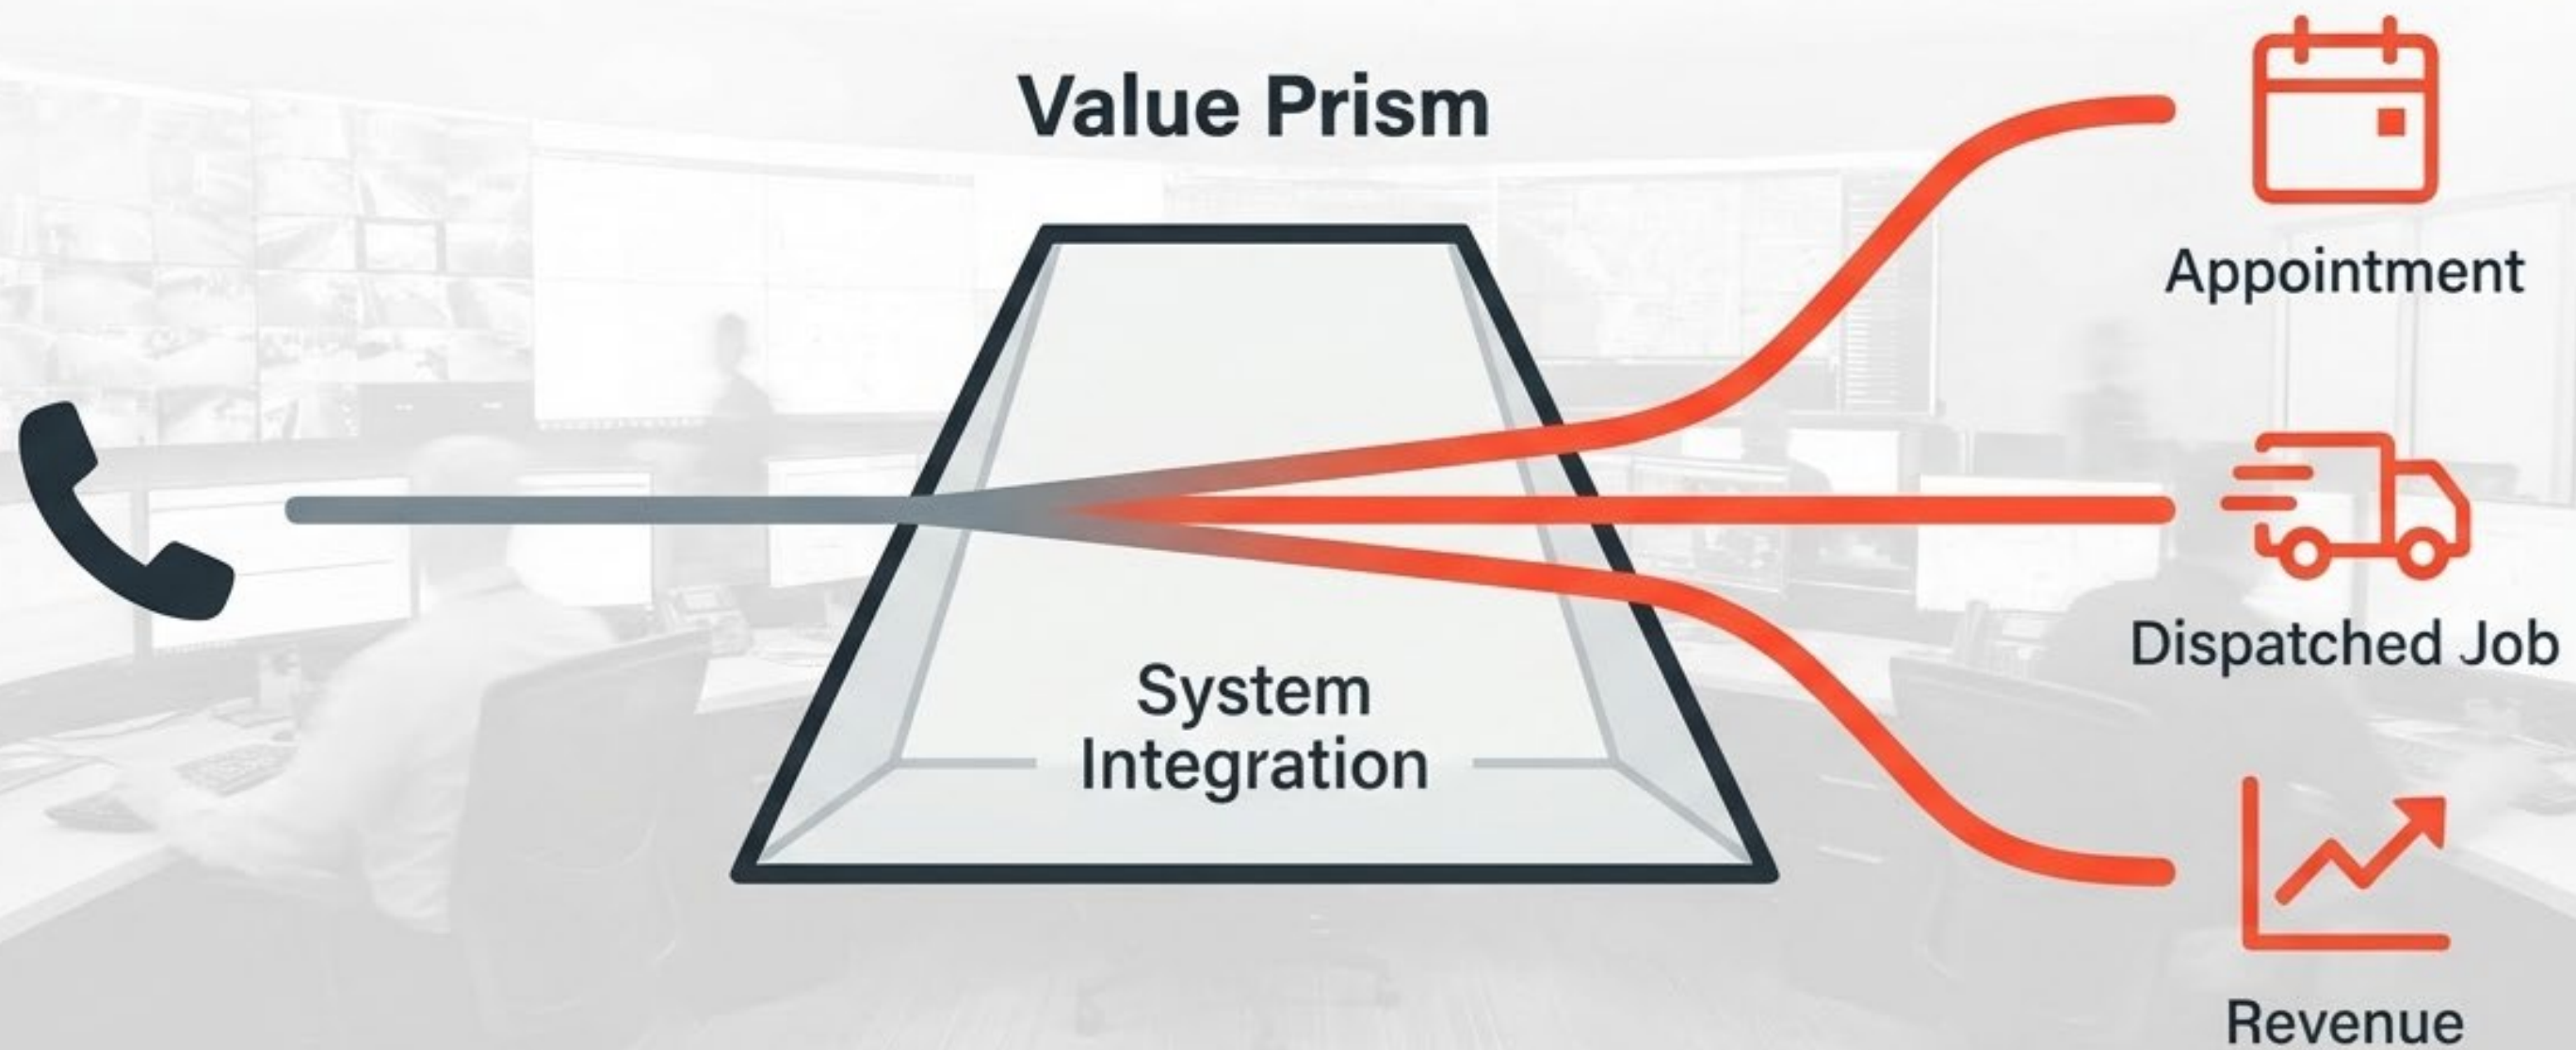 Value Prism
Appointment
Dispatched Job
System
Integration
Revenue